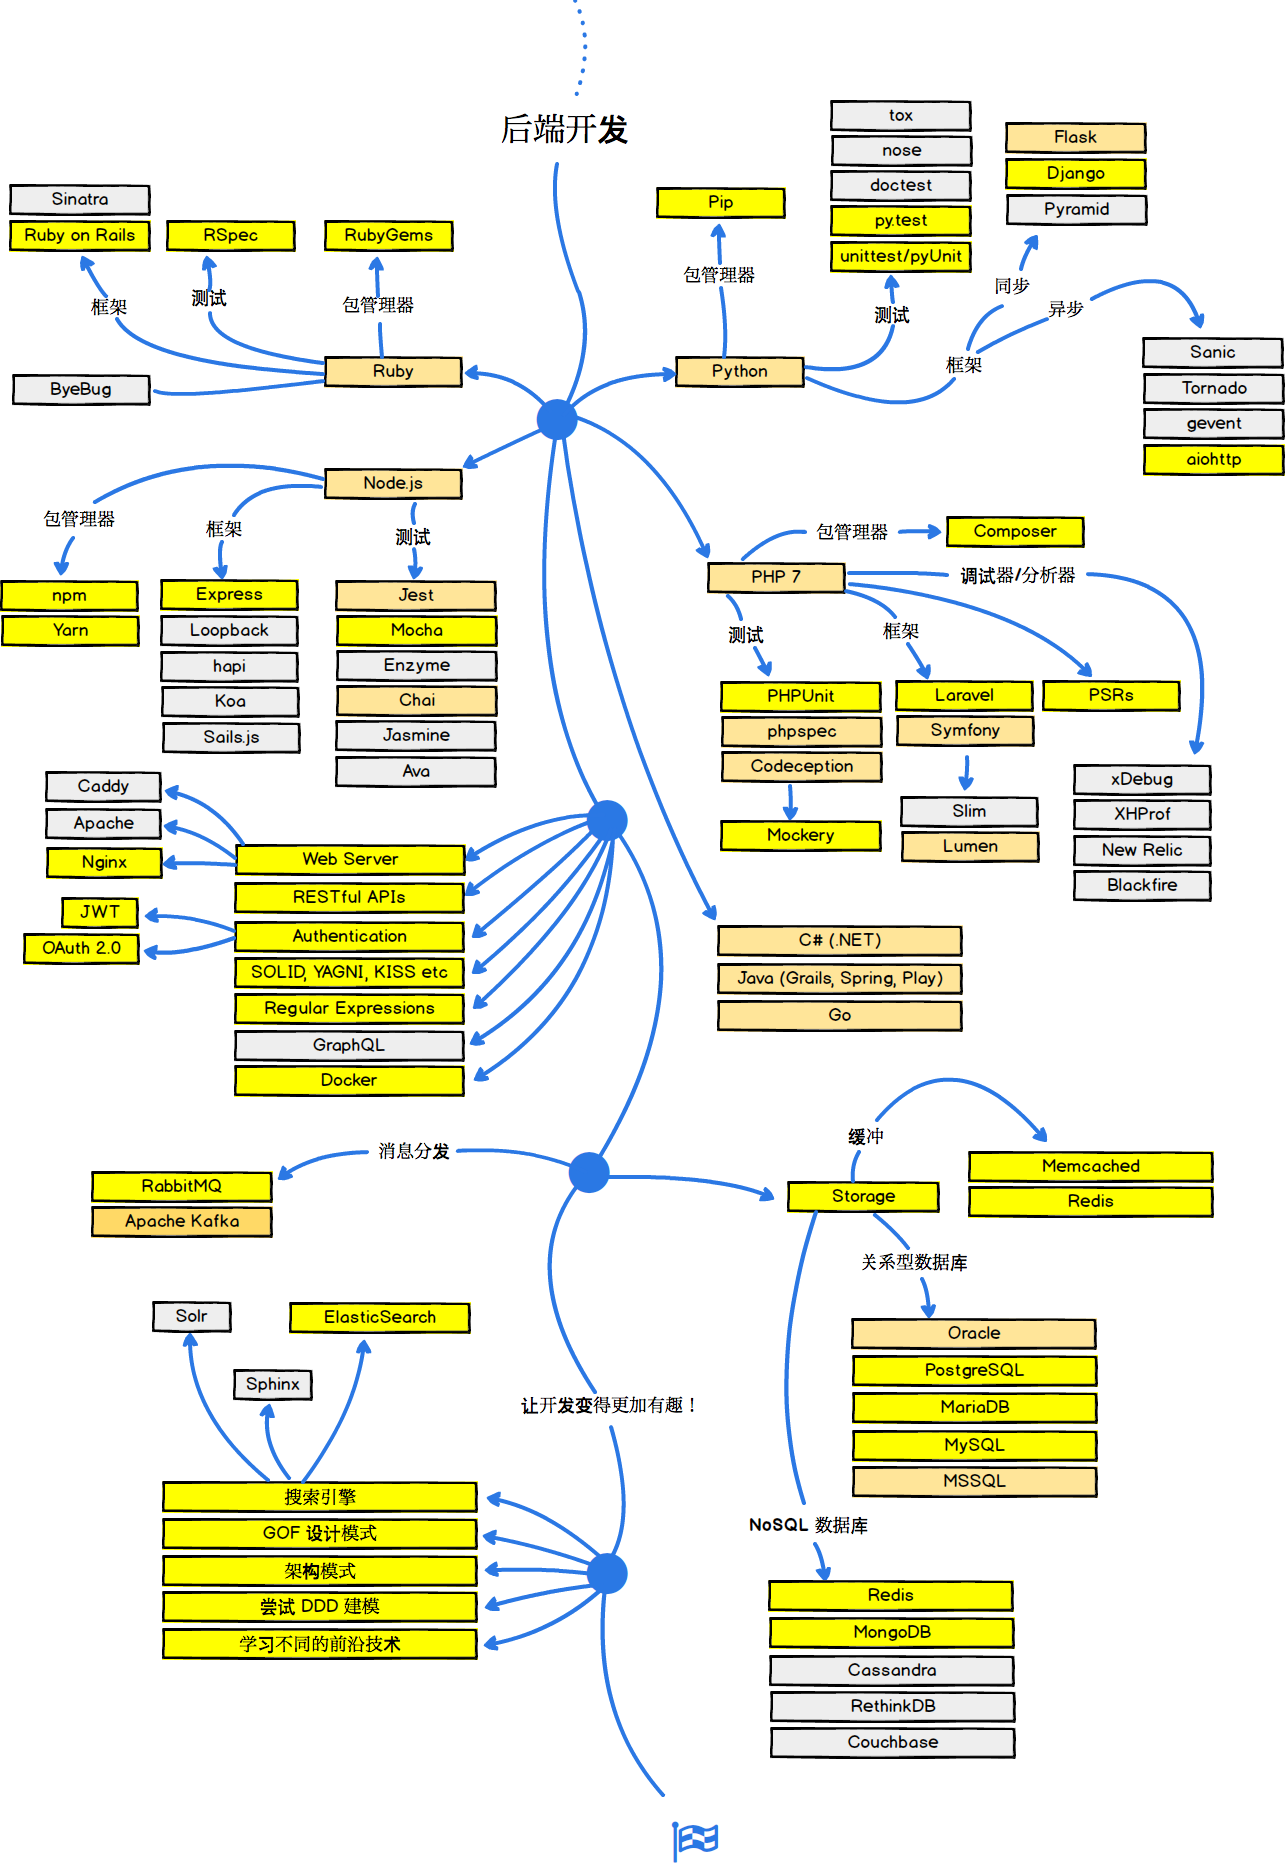 后端开发
Sinatra
Ruby on Rails
RSpec
RubyGems
框架
测试
包管理器
Ruby
ByeBug
Pip
包管理器
tox
nose
doctest
py.test
unittest/pyUnit
测试
Flask
Django
Pyramid
同步
异步
框架
Python
Sanic
Tornado
gevent
aiohttp
Node.js
包管理器
框架
测试
npm
Yarn
Express
Loopback
hapi
Koa
Sails.js
Jest
Mocha
Enzyme
Chai
Jasmine
Ava
包管理器
Composer
PHP 7
调试器/分析器
测试
框架
PHPUnit
phpspec
Codeception
Mockery
Laravel
Symfony
Slim
Lumen
PSRs
xDebug
XHProf
New Relic
Blackfire
Caddy
Apache
Nginx
JWT
OAuth 2.0
Web Server
RESTful APIs
Authentication
SOLID, YAGNI, KISS etc
Regular Expressions
GraphQL
Docker
C# (.NET)
Java (Grails, Spring, Play)
Go
消息分发
RabbitMQ
Apache Kafka
缓冲
Storage
Memcached
Redis
关系型数据库
Oracle
PostgreSQL
MariaDB
MySQL
MSSQL
NoSQL 数据库
Redis
MongoDB
Cassandra
RethinkDB
Couchbase
Solr
ElasticSearch
Sphinx
让开发变得更加有趣！
搜索引擎
GOF 设计模式
架构模式
尝试 DDD 建模
学习不同的前沿技术